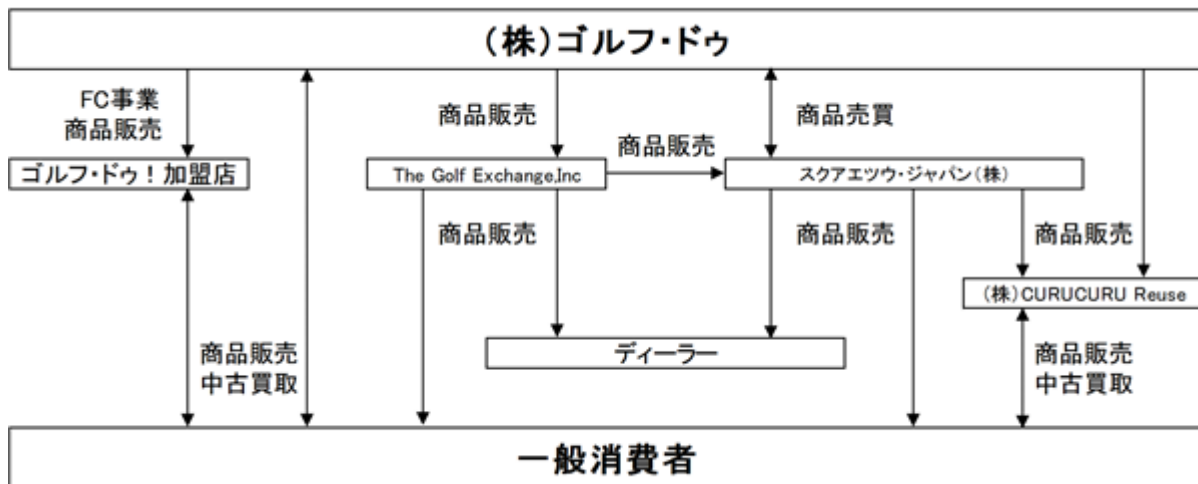 （株）ゴルフ・ドゥ
FC事業
商品販売
商品販売
商品売買
商品販売
ゴルフ・ドゥ！加盟店
The Golf Exchange,Inc
スクアエツウ・ジャパン（株）
商品販売
商品販売
商品販売
（株）CURUCURU Reuse
ディーラー
商品販売
中古買取
商品販売
中古買取
一般消費者